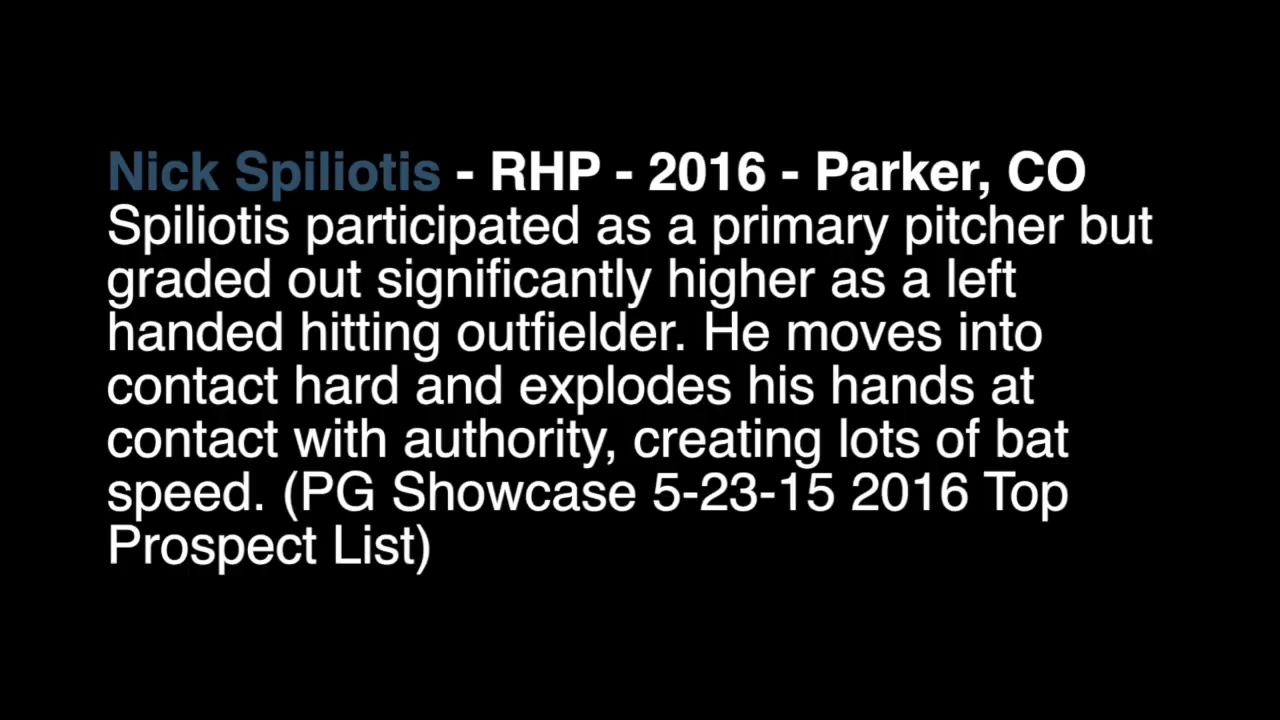 Nick Spiliotis - RHP - 2016 - Parker, CO
Spiliotis participated as a primary pitcher but
graded out significantly higher as a left
handed hitting outfielder. He moves into
contact hard and explodes his hands at
contact with authority, creating lots of bat
speed. (PG Showcase 5-23-15 2016 Top
Prospect List)